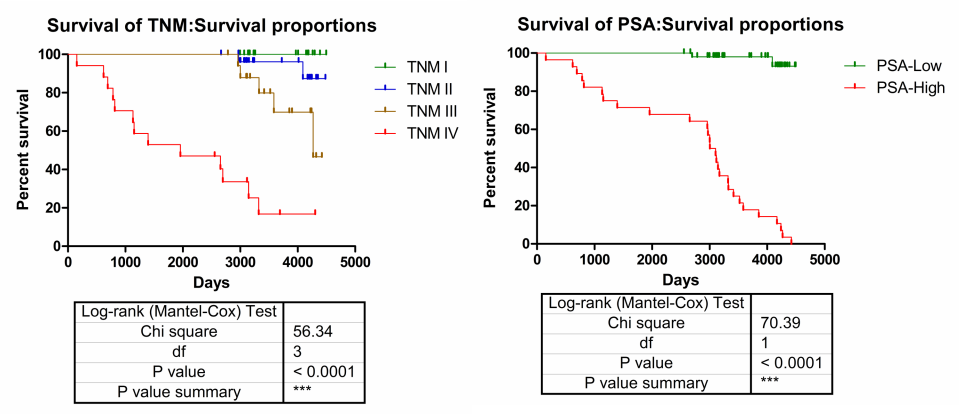 Survival of TNM:Survival proportions
Percent survival
100
80
60
40
20
0
0 1000 2000 3000 4000 5000
Days
TNM I
TNM II
TNM III
TNM IV
Log-rank (Mantel-Cox) Test
Chi square 56.34
df 3
P value < 0.0001
P value summary ***
Survival of PSA:Survival proportions
Percent survival
100
80
60
40
20
0
0 1000 2000 3000 4000 5000
Days
PSA-Low
PSA-High
Log-rank (Mantel-Cox) Test
Chi square 70.39
df 1
P value < 0.0001
P value summary ***